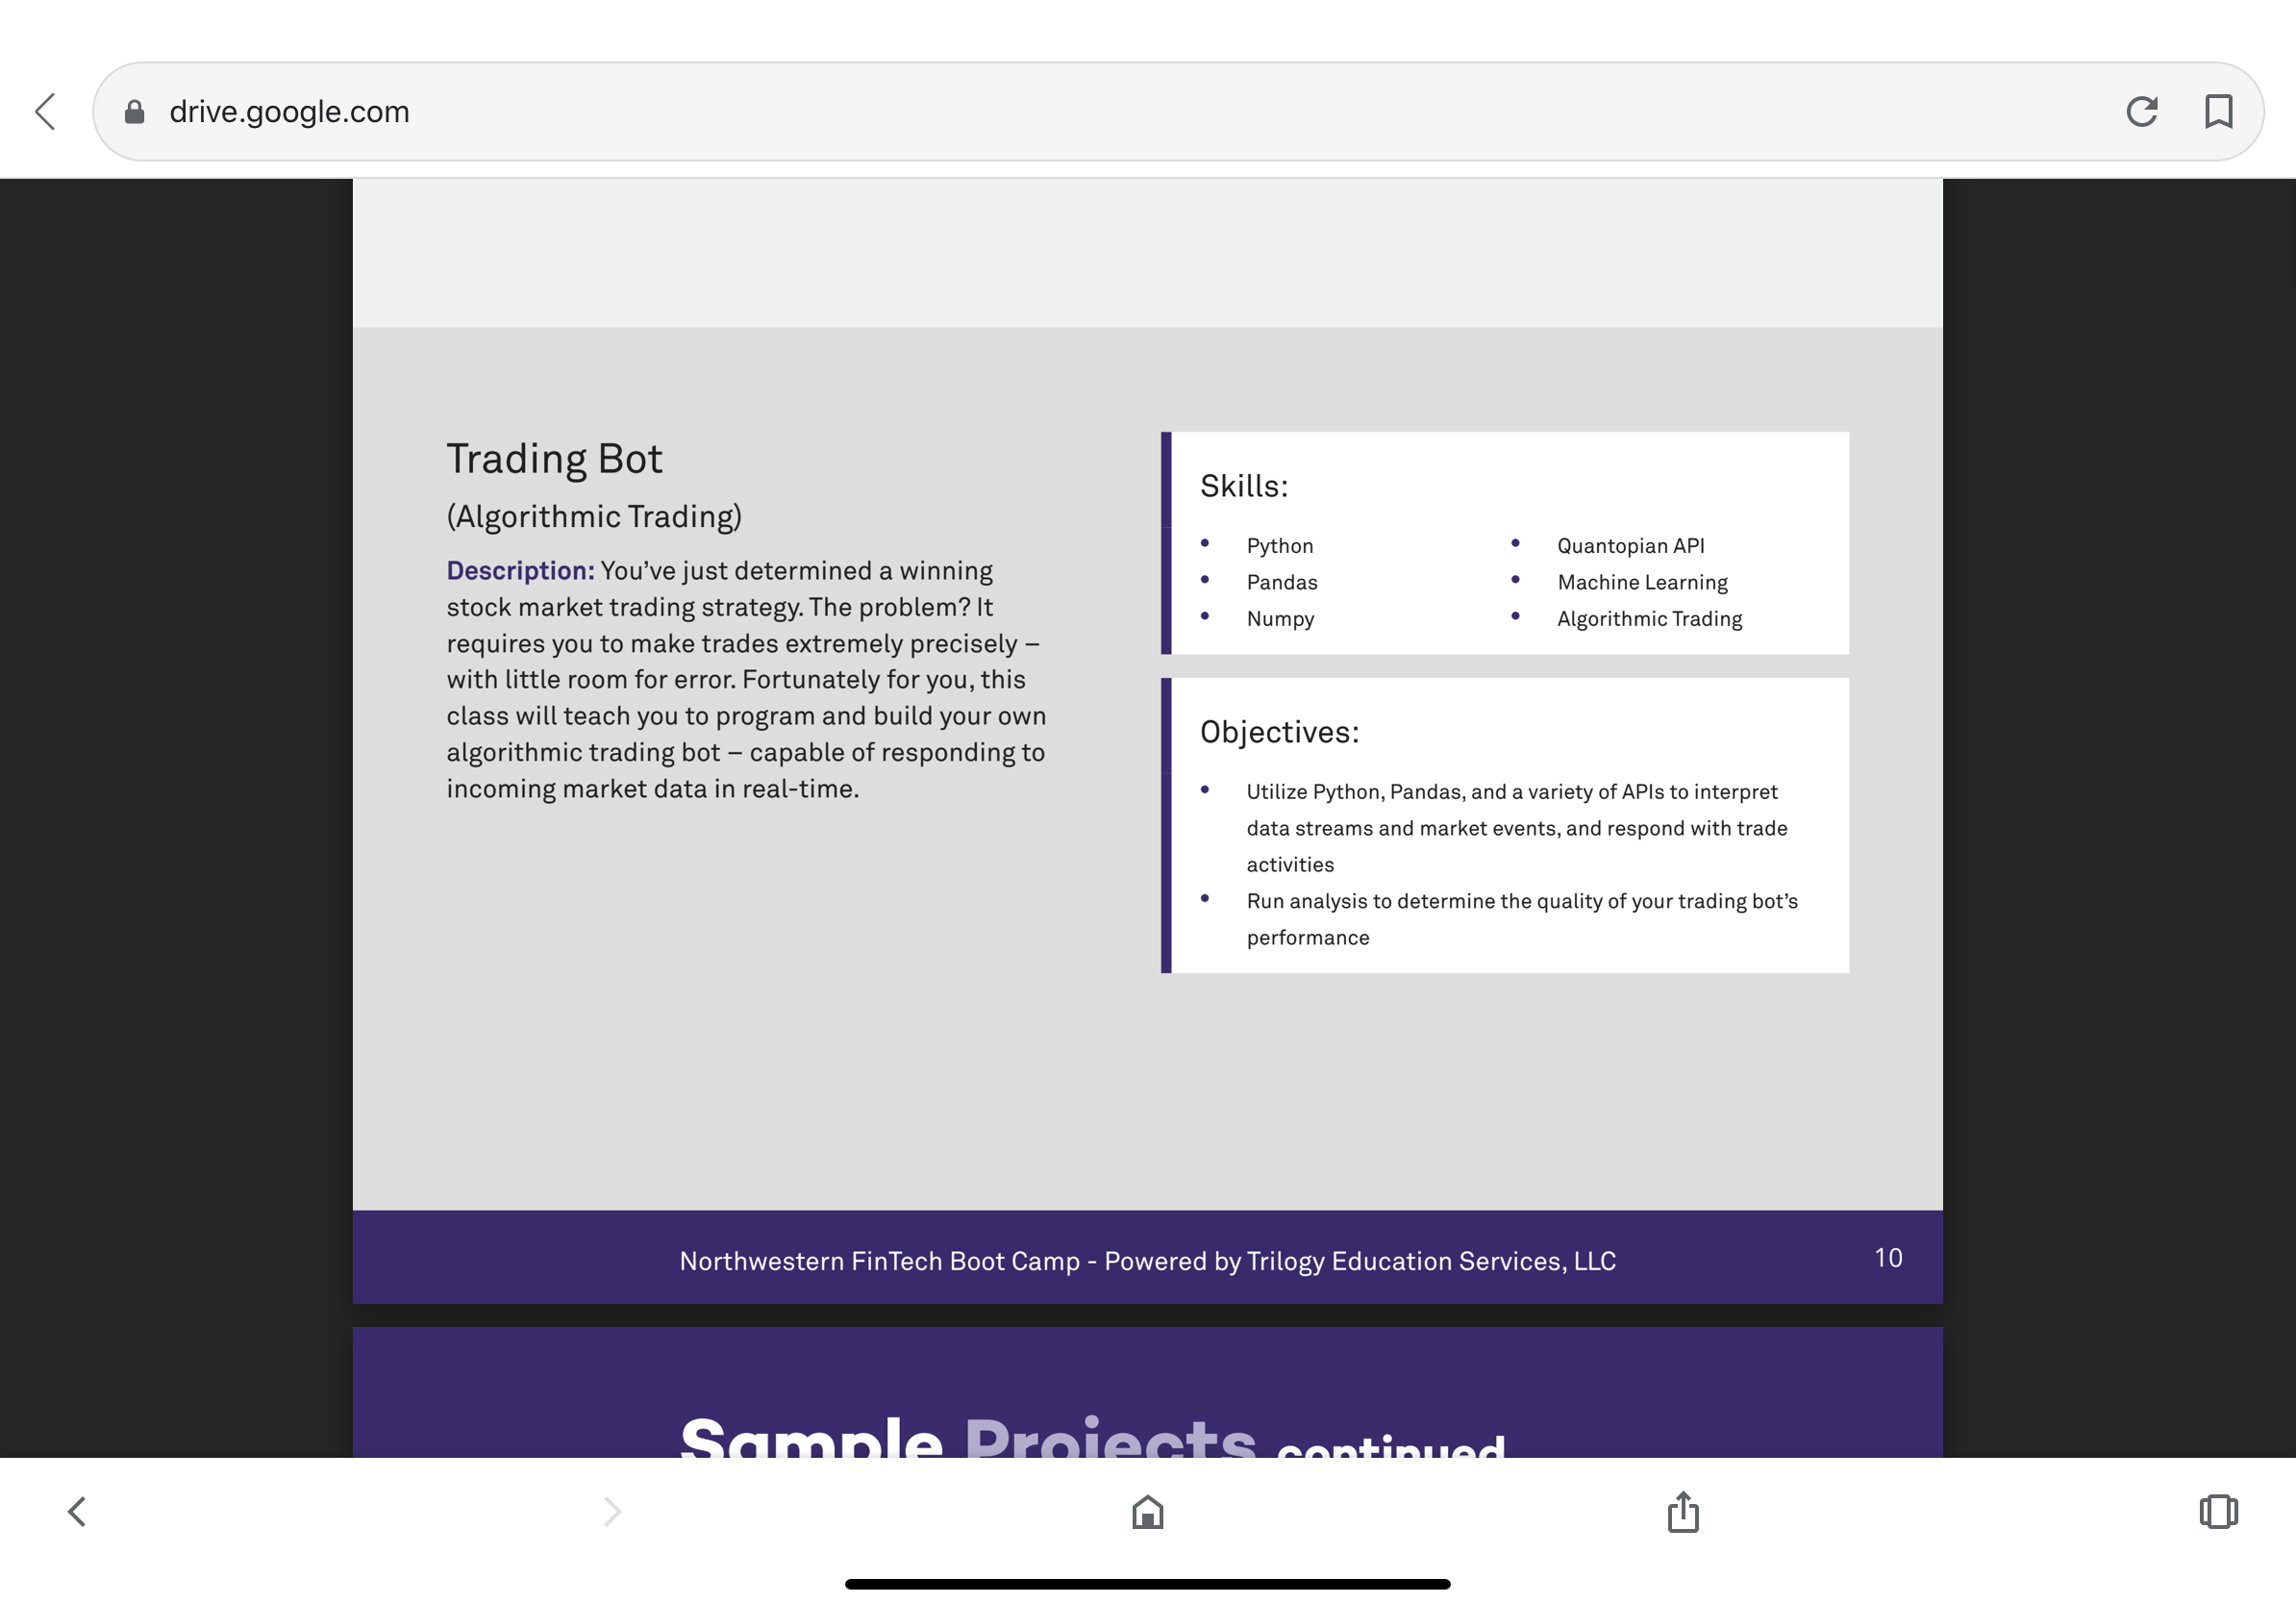 drive.google.com
Trading Bot
(Algorithmic Trading)
Description: You’ve just determined a winning
stock market trading strategy. The problem? It
requires you to make trades extremely precisely –
with little room for error. Fortunately for you, this
class will teach you to program and build your own
algorithmic trading bot – capable of responding to
incoming market data in real-time.
Skills:
• Python
• Pandas
• Numpy
• Quantopian API
• Machine Learning
• Algorithmic Trading
Objectives:
• Utilize Python, Pandas, and a variety of APIs to interpret
data streams and market events, and respond with trade
activities
• Run analysis to determine the quality of your trading bot’s
performance
Northwestern FinTech Boot Camp - Powered by Trilogy Education Services, LLC
10
Sample Projects continued